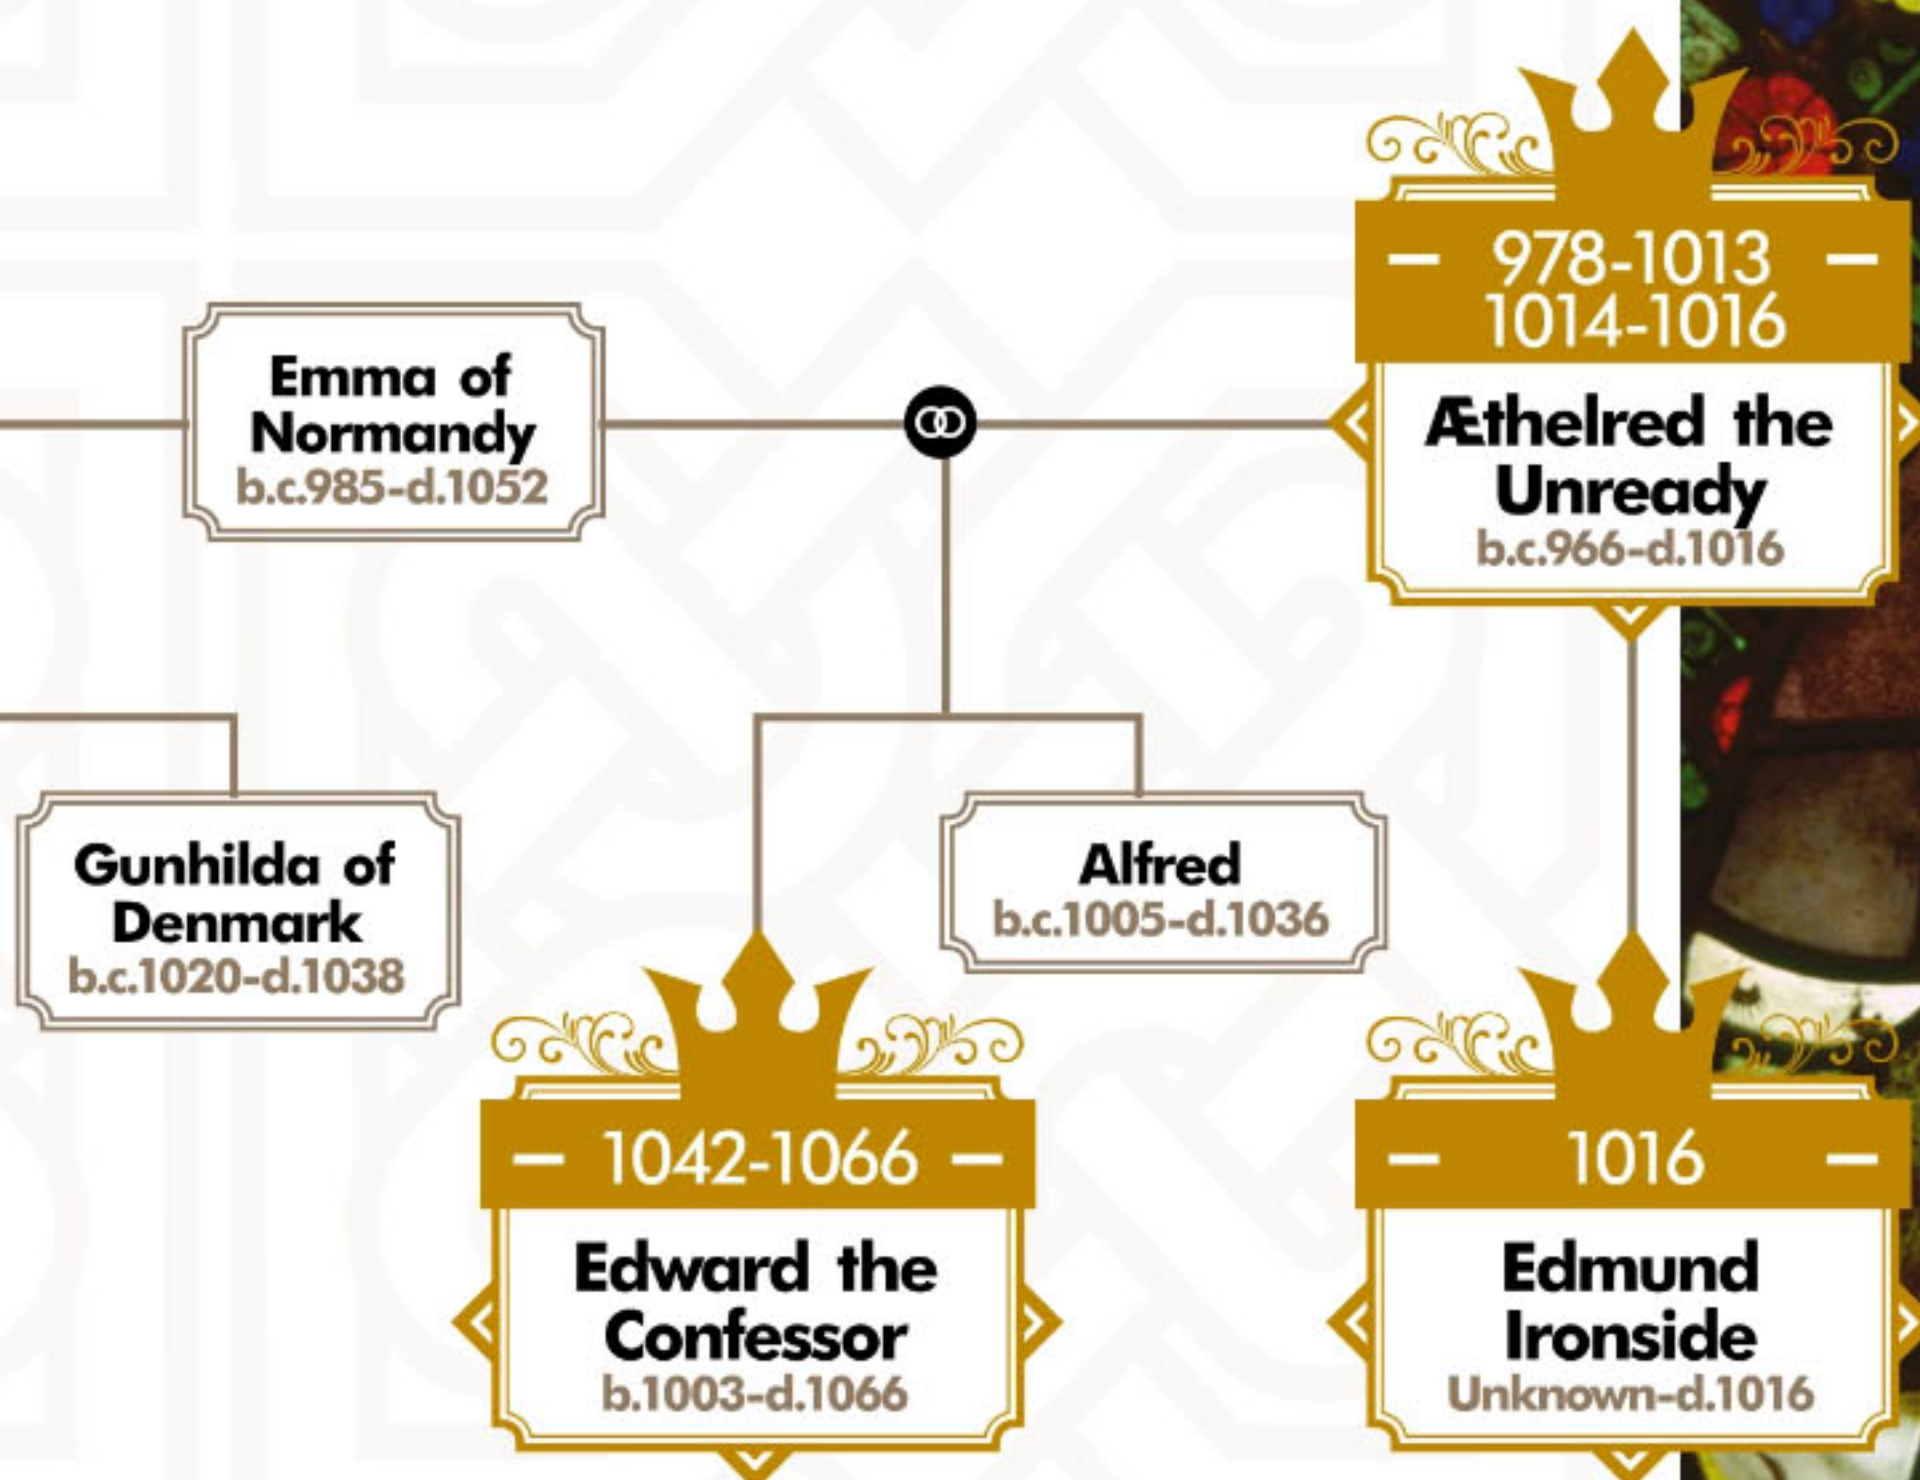 978-1013
1014-1016
Æthelred the
Unready
b.c.966-d.1016
Emma of
Normandy
b.c.985-d.1052
Gunhilda of
Denmark
b.c.1020-d.1038
Alfred
b.c.1005-d.1036
1042-1066
Edward the
Confessor
b.1003-d.1066
1016
Edmund
Ironside
Unknown-d.1016